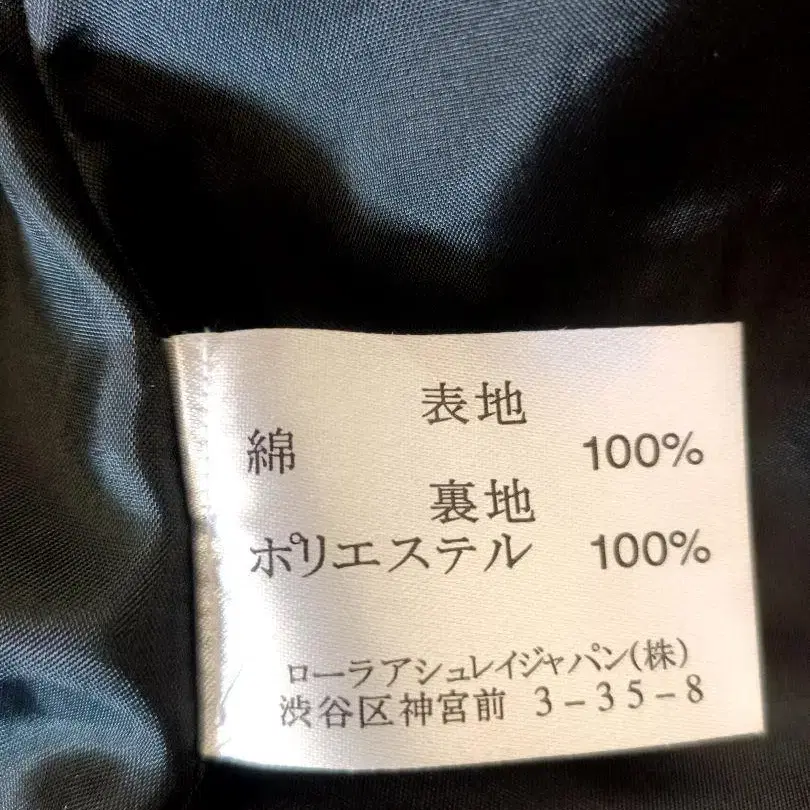 表地
綿 100%
裏地
ポリエステル 100%
ローラアシュレイジャパン(株)
渋谷区神宮前 3-35-8